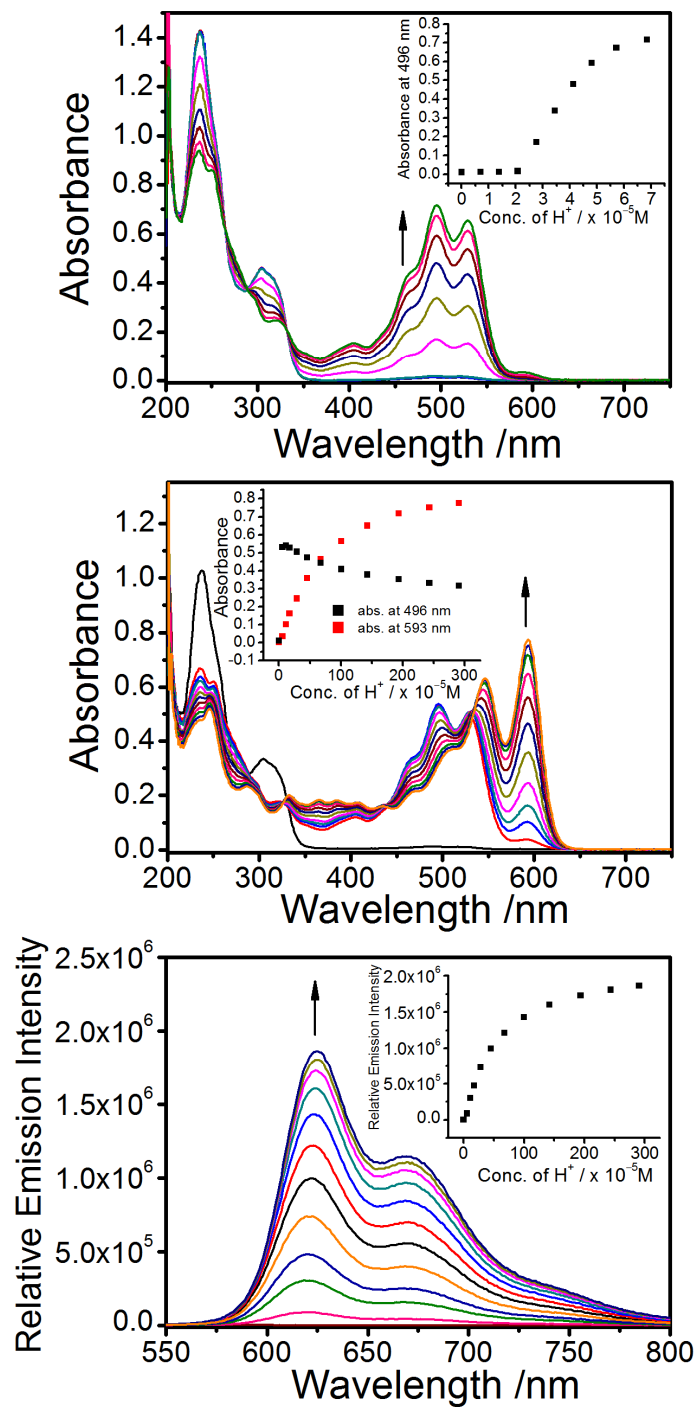 Absorbance
1.4
1.2
1.0
0.8
0.6
0.4
0.2
0.0
200 300 400 500 600 700
Wavelength /nm
Absorbance at 496 nm
0.8
0.7
0.6
0.5
0.4
0.3
0.2
0.1
0.0
0 1 2 3 4 5 6 7
Conc. of H⁺ / x 10⁻⁵M
Absorbance
1.2
1.0
0.8
0.6
0.4
0.2
0.0
200 300 400 500 600 700
Wavelength /nm
Absorbance
0.8
0.7
0.6
0.5
0.4
0.3
0.2
0.1
0.0
-0.1
abs. at 496 nm
abs. at 593 nm
0 100 200 300
Conc. of H⁺ / x 10⁻⁵M
Relative Emission Intensity
2.5x10⁶
2.0x10⁶
1.5x10⁶
1.0x10⁶
5.0x10⁵
0.0
550 600 650 700 750 800
Wavelength /nm
Relative Emission Intensity
2.0x10⁶
1.5x10⁶
1.0x10⁶
5.0x10⁵
0.0
0 100 200 300
Conc. of H⁺ / x 10⁻⁵M